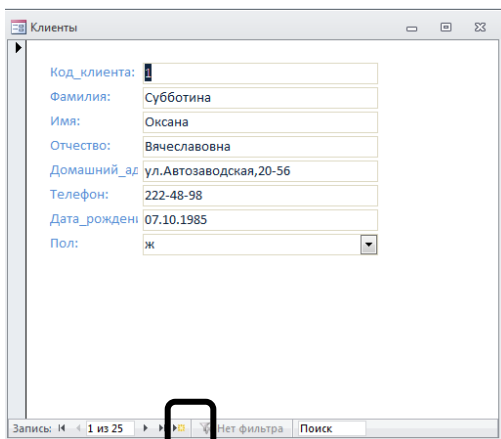 Клиенты
Код_клиента: 1
Фамилия: Субботина
Имя: Оксана
Отчество: Вячеславовна
Домашний_ад ул.Автозаводская,20-56
Телефон: 222-48-98
Дата_рожден 07.10.1985
Пол: ж
Запись: 1 из 25 Нет фильтра Поиск